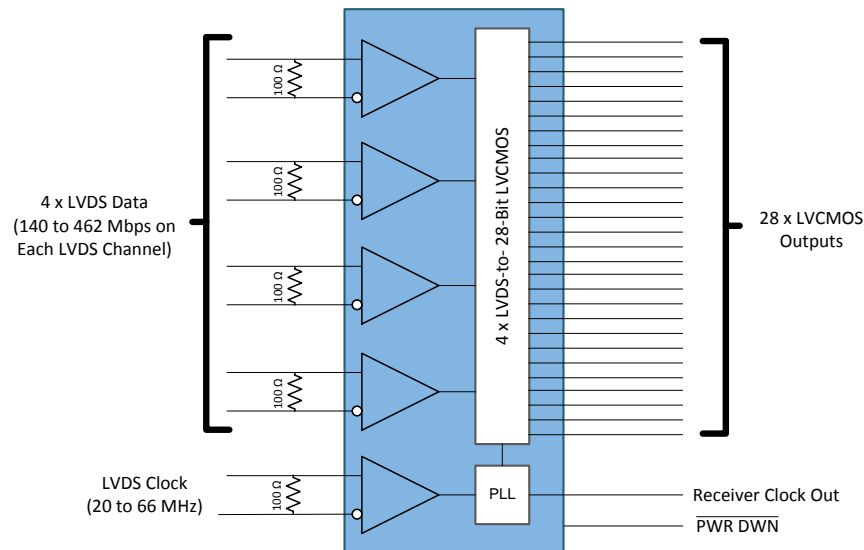 100 Ω
100 Ω
4 x LVDS Data
(140 to 462 Mbps on
Each LVDS Channel)
100 Ω
100 Ω
4 x LVDS-to- 28-Bit LVCMOS
28 x LVCMOS
Outputs
LVDS Clock
(20 to 66 MHz)
100 Ω
PLL
Receiver Clock Out
PWR DWN